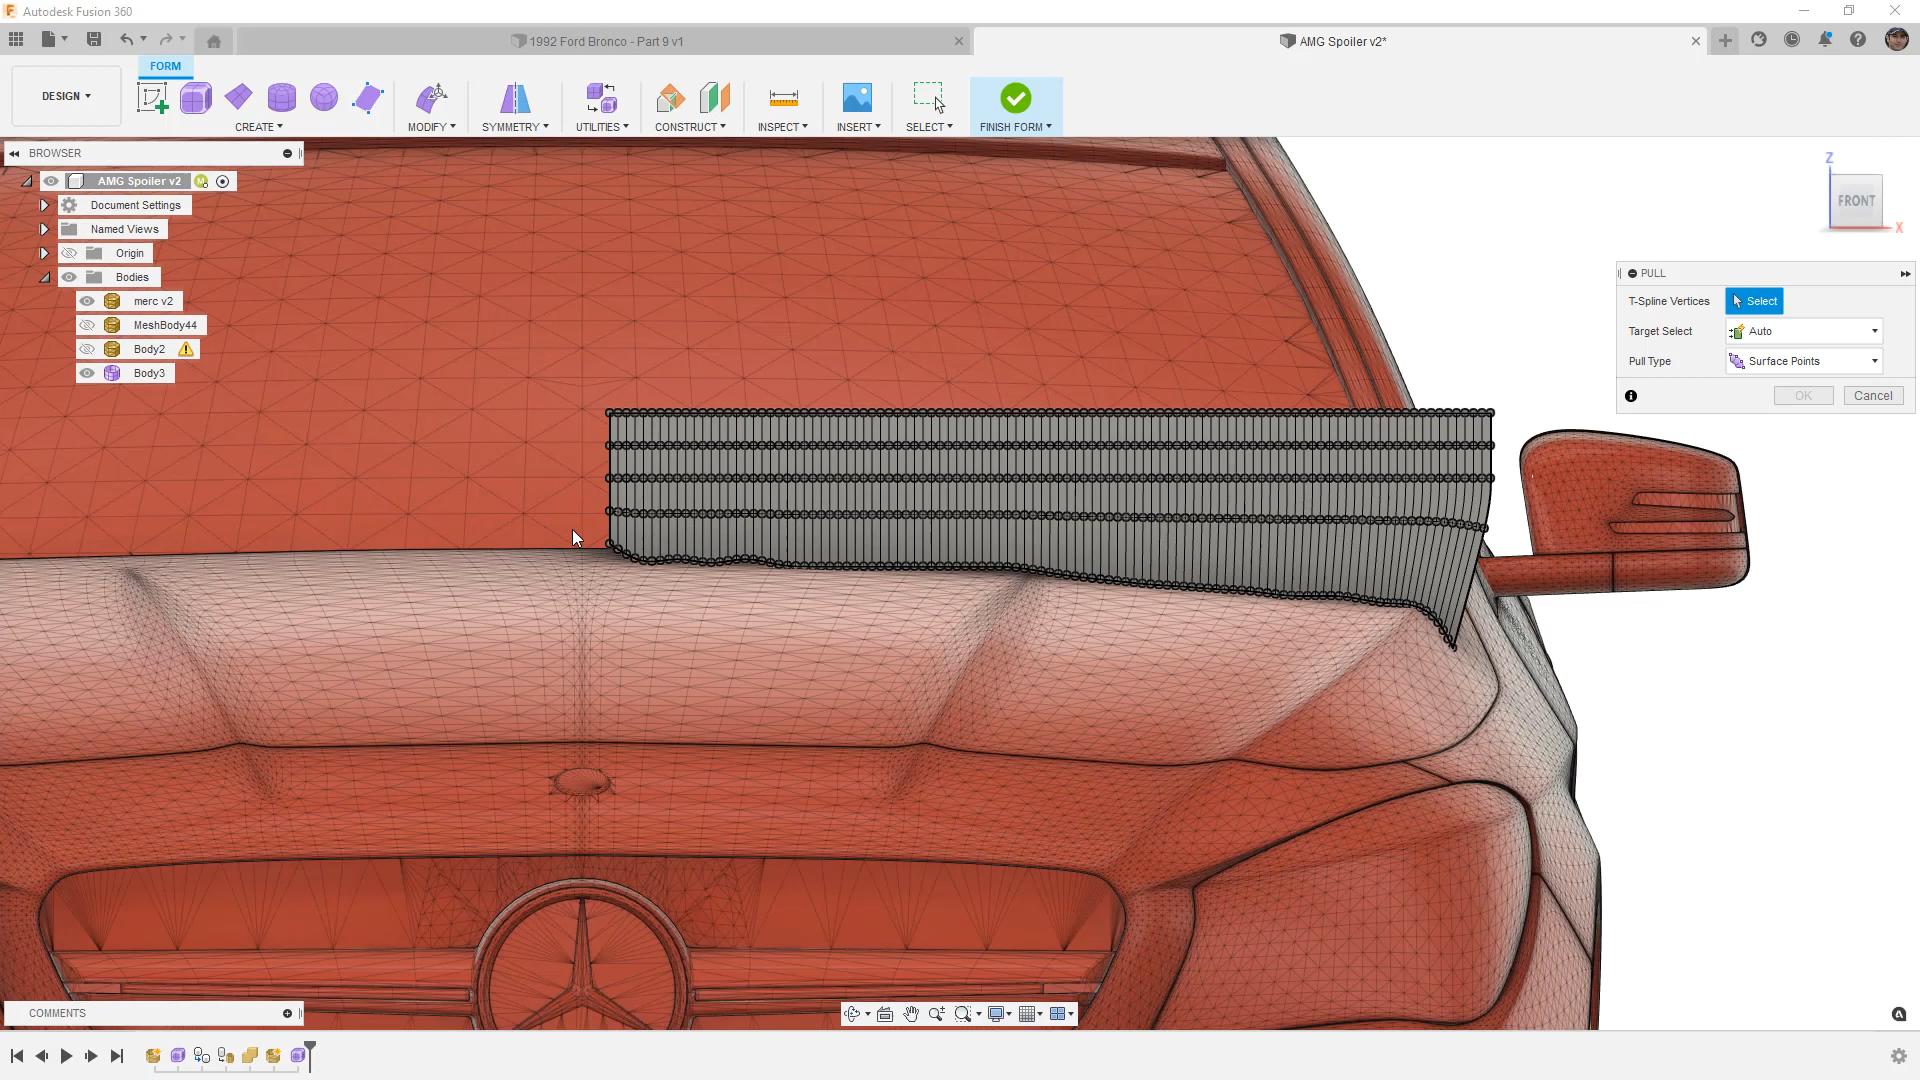 Autodesk Fusion 360
1992 Ford Bronco - Part 9 v1
AMG Spoiler v2*
DESIGN
FORM
CREATE
MODIFY
SYMMETRY
UTILITIES
CONSTRUCT
INSPECT
INSERT
SELECT
FINISH FORM
BROWSER
AMG Spoiler v2
Document Settings
Named Views
Origin
Bodies
merc v2
MeshBody44
Body2
Body3
Z
FRONT
X
PULL
T-Spline Vertices
Select
Target Select
Auto
Pull Type
Surface Points
OK
Cancel
COMMENTS